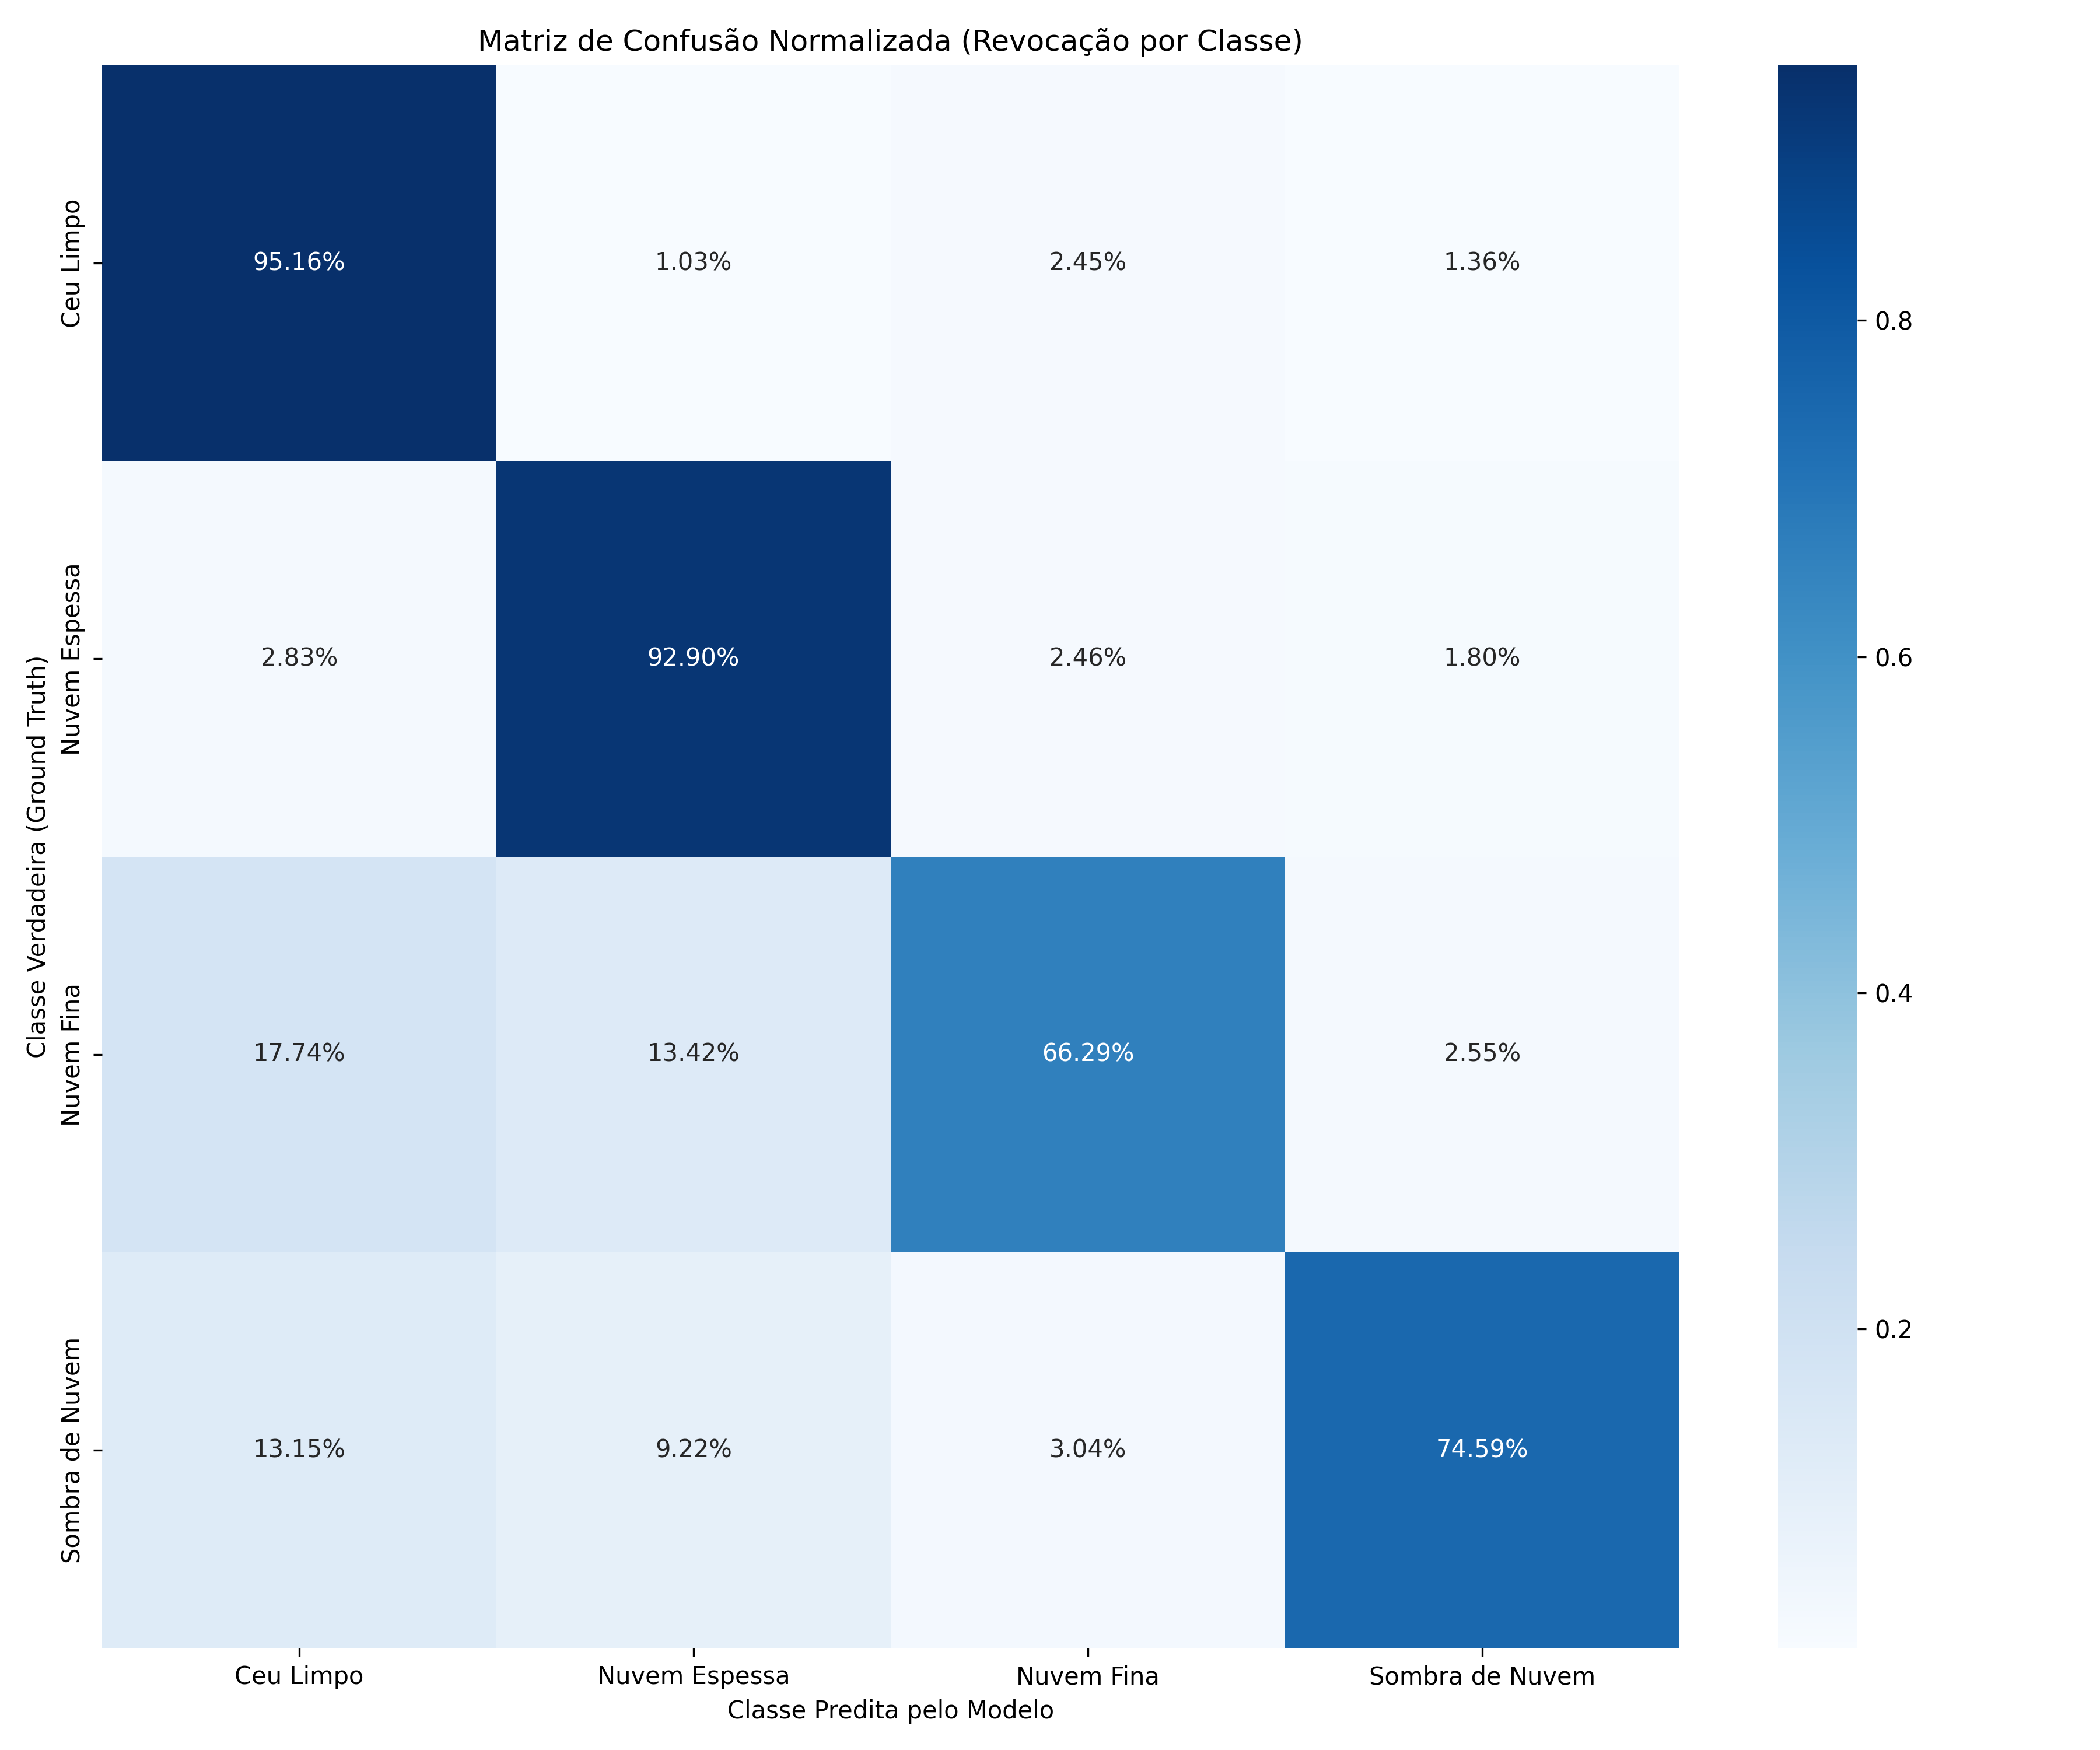 Matriz de Confusão Normalizada (Revocação por Classe)
Classe Verdadeira (Ground Truth)
Ceu Limpo
95.16% 1.03% 2.45% 1.36%
Nuvem Espessa
2.83% 92.90% 2.46% 1.80%
Nuvem Fina
17.74% 13.42% 66.29% 2.55%
Sombra de Nuvem
13.15% 9.22% 3.04% 74.59%
Ceu Limpo Nuvem Espessa Nuvem Fina Sombra de Nuvem
Classe Predita pelo Modelo
0.8
0.6
0.4
0.2